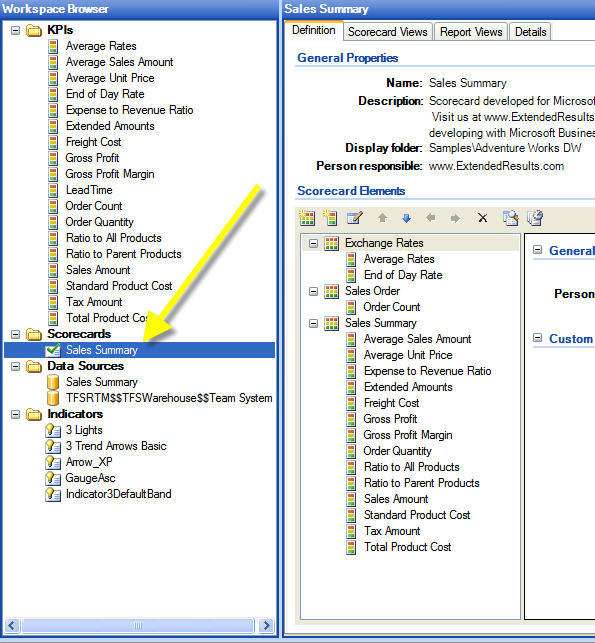 Workspace Browser
KPIs
Average Rates
Average Sales Amount
Average Unit Price
End of Day Rate
Expense to Revenue Ratio
Extended Amounts
Freight Cost
Gross Profit
Gross Profit Margin
LeadTime
Order Count
Order Quantity
Ratio to All Products
Ratio to Parent Products
Sales Amount
Standard Product Cost
Tax Amount
Total Product Cos
Scorecards
Sales Summary
Data Sources
Sales Summary
TFSRTM$$TFSWarehouse$$Team System
Indicators
3 Lights
3 Trend Arrows Basic
Arrow_XP
GaugeAsc
Indicator3DefaultBand
Sales Summary
Definition Scorecard Views Report Views Details
General Properties
Name: Sales Summary
Description: Scorecard developed for Microsof
Visit us at www.ExtendedResults
developing with Microsoft Busines
Display folder: Samples\Adventure Works DW
Person responsible: www.ExtendedResults.com
Scorecard Elements
Exchange Rates
Average Rates
End of Day Rate
Sales Order
Order Count
Sales Summary
Average Sales Amount
Average Unit Price
Expense to Revenue Ratio
Extended Amounts
Freight Cost
Gross Profit
Gross Profit Margin
Order Quantity
Ratio to All Products
Ratio to Parent Products
Sales Amount
Standard Product Cost
Tax Amount
Total Product Cost
General
Person
Custom